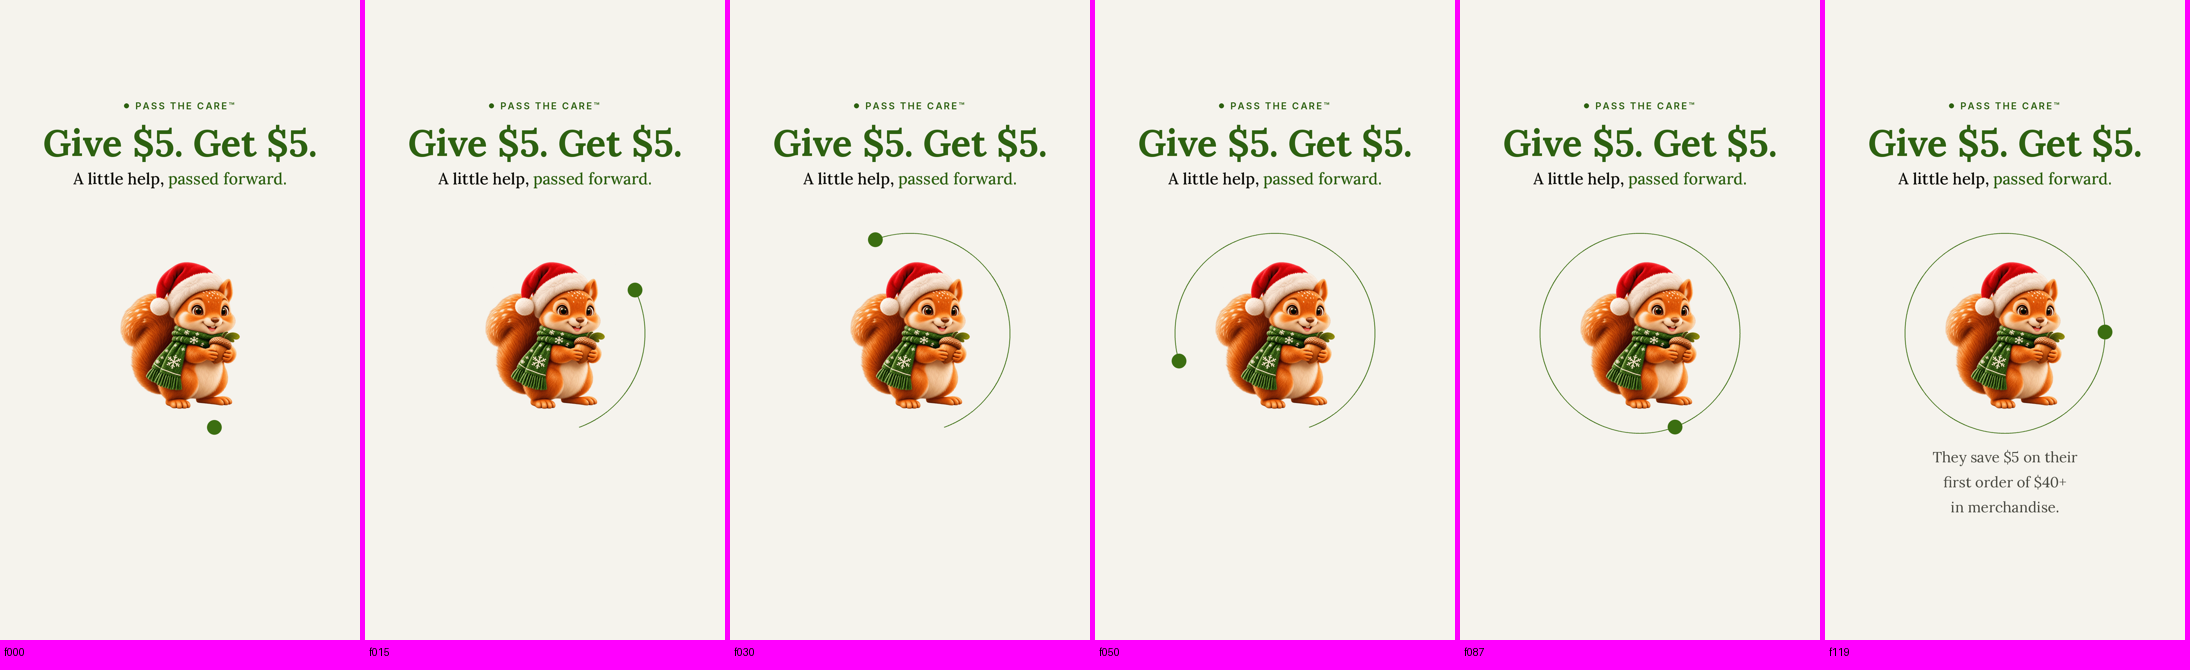 • PASS THE CARE™
Give $5. Get $5.
A little help, passed forward.
• PASS THE CARE™
Give $5. Get $5.
A little help, passed forward.
• PASS THE CARE™
Give $5. Get $5.
A little help, passed forward.
• PASS THE CARE™
Give $5. Get $5.
A little help, passed forward.
• PASS THE CARE™
Give $5. Get $5.
A little help, passed forward.
• PASS THE CARE™
Give $5. Get $5.
A little help, passed forward.
They save $5 on their
first order of $40+
in merchandise.
f000
f015
f030
f050
f087
f119